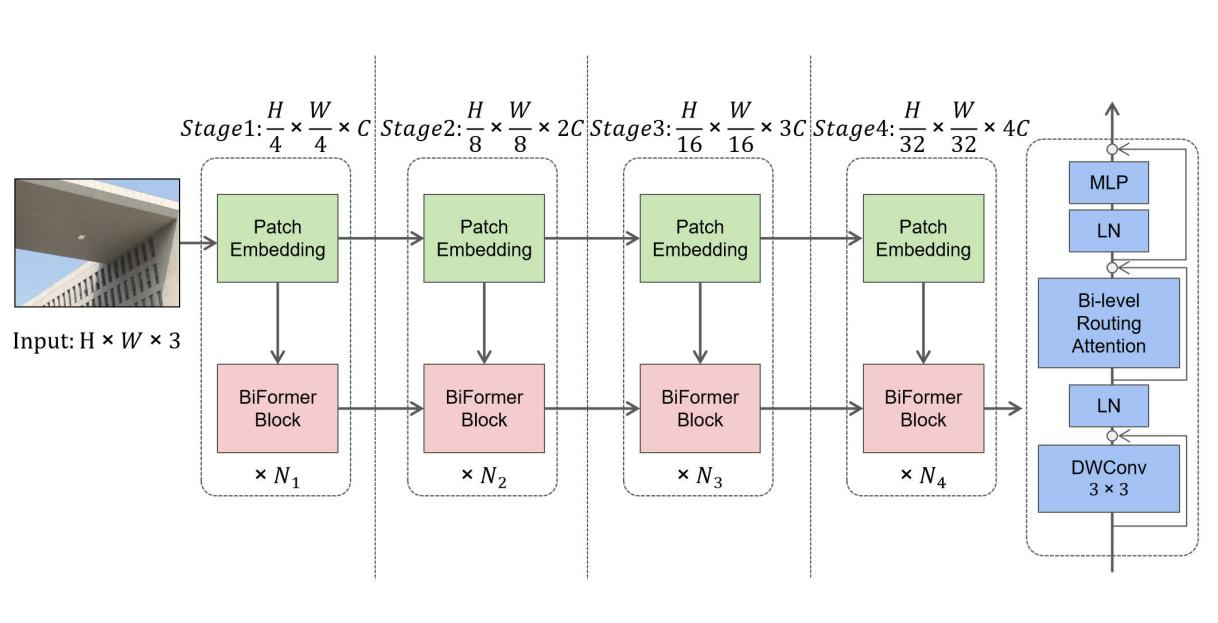 Stage1: H/4 × W/4 × C
Stage2: H/8 × W/8 × 2C
Stage3: H/16 × W/16 × 3C
Stage4: H/32 × W/32 × 4C
Input: H × W × 3
Patch
Embedding
BiFormer
Block
× N₁
Patch
Embedding
BiFormer
Block
× N₂
Patch
Embedding
BiFormer
Block
× N₃
Patch
Embedding
BiFormer
Block
× N₄
MLP
LN
Bi-level
Routing
Attention
LN
DWConv
3 × 3